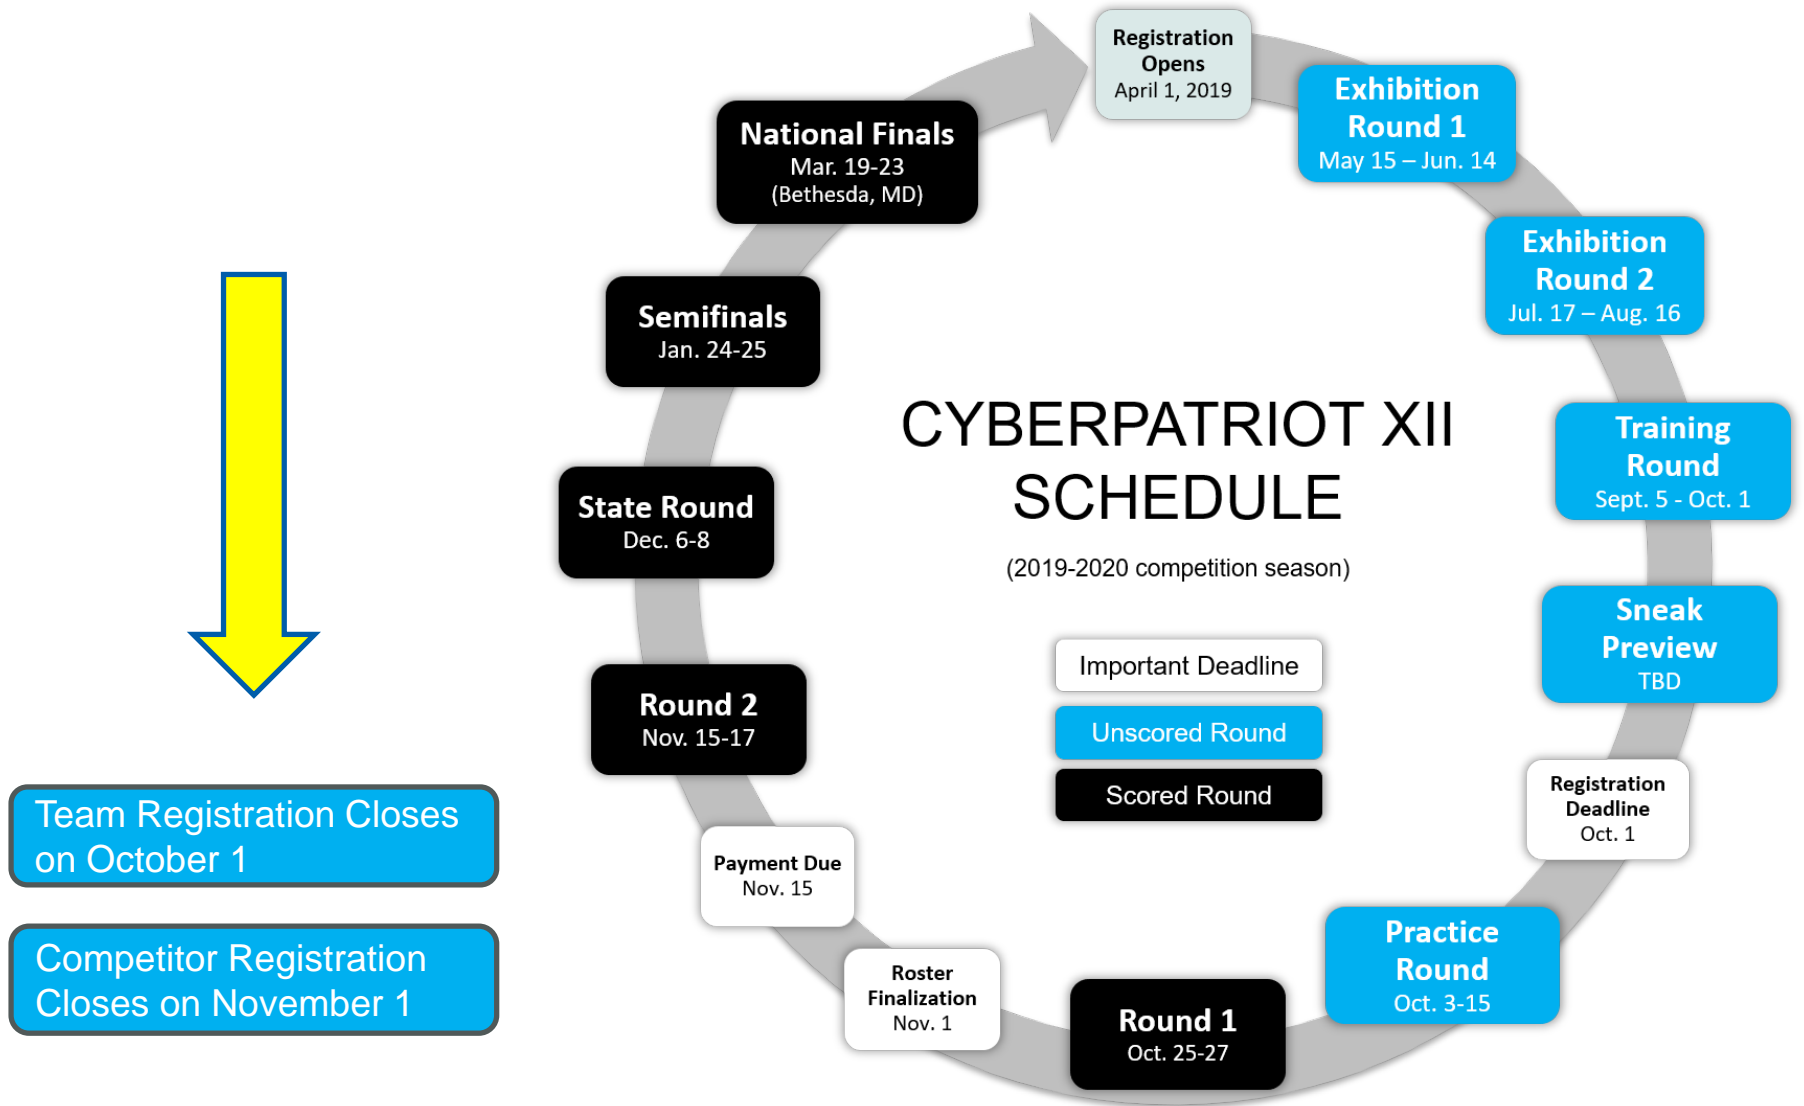 Registration
Opens
April 1, 2019
Exhibition
Round 1
May 15 – Jun. 14
Exhibition
Round 2
Jul. 17 – Aug. 16
Training
Round
Sept. 5 - Oct. 1
Sneak
Preview
TBD
Registration
Deadline
Oct. 1
Practice
Round
Oct. 3-15
Round 1
Oct. 25-27
Roster
Finalization
Nov. 1
Payment Due
Nov. 15
Round 2
Nov. 15-17
State Round
Dec. 6-8
Semifinals
Jan. 24-25
National Finals
Mar. 19-23
(Bethesda, MD)
CYBERPATRIOT XII
SCHEDULE
(2019-2020 competition season)
Important Deadline
Unscored Round
Scored Round
Team Registration Closes
on October 1
Competitor Registration
Closes on November 1